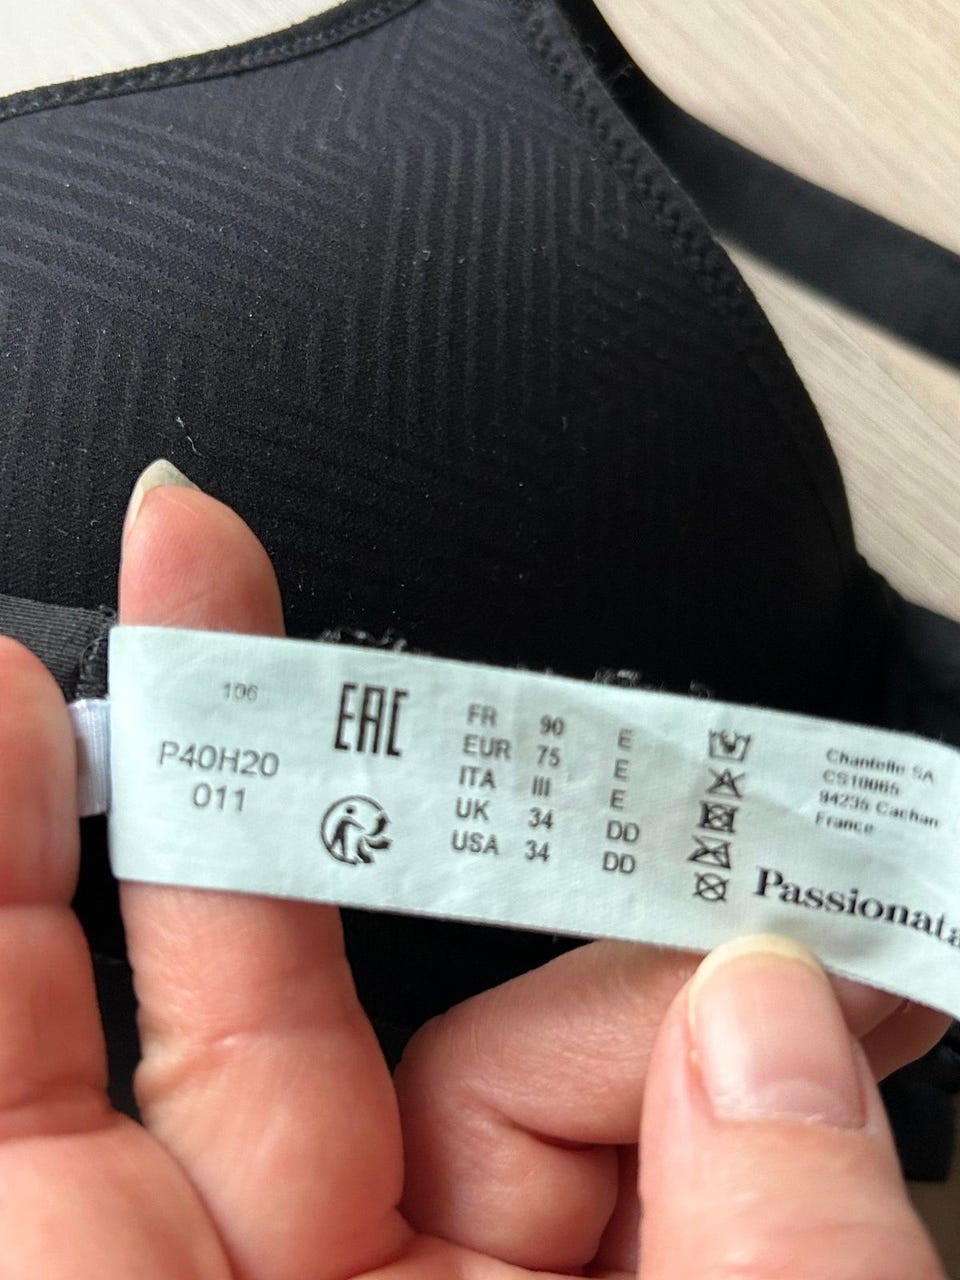 106
P40H20
011
EAC
FR 90 E
EUR 75 E
ITA III E
UK 34 DD
USA 34 DD
Chantelle SA
CS10065
94235 Cachan
France
Passionata